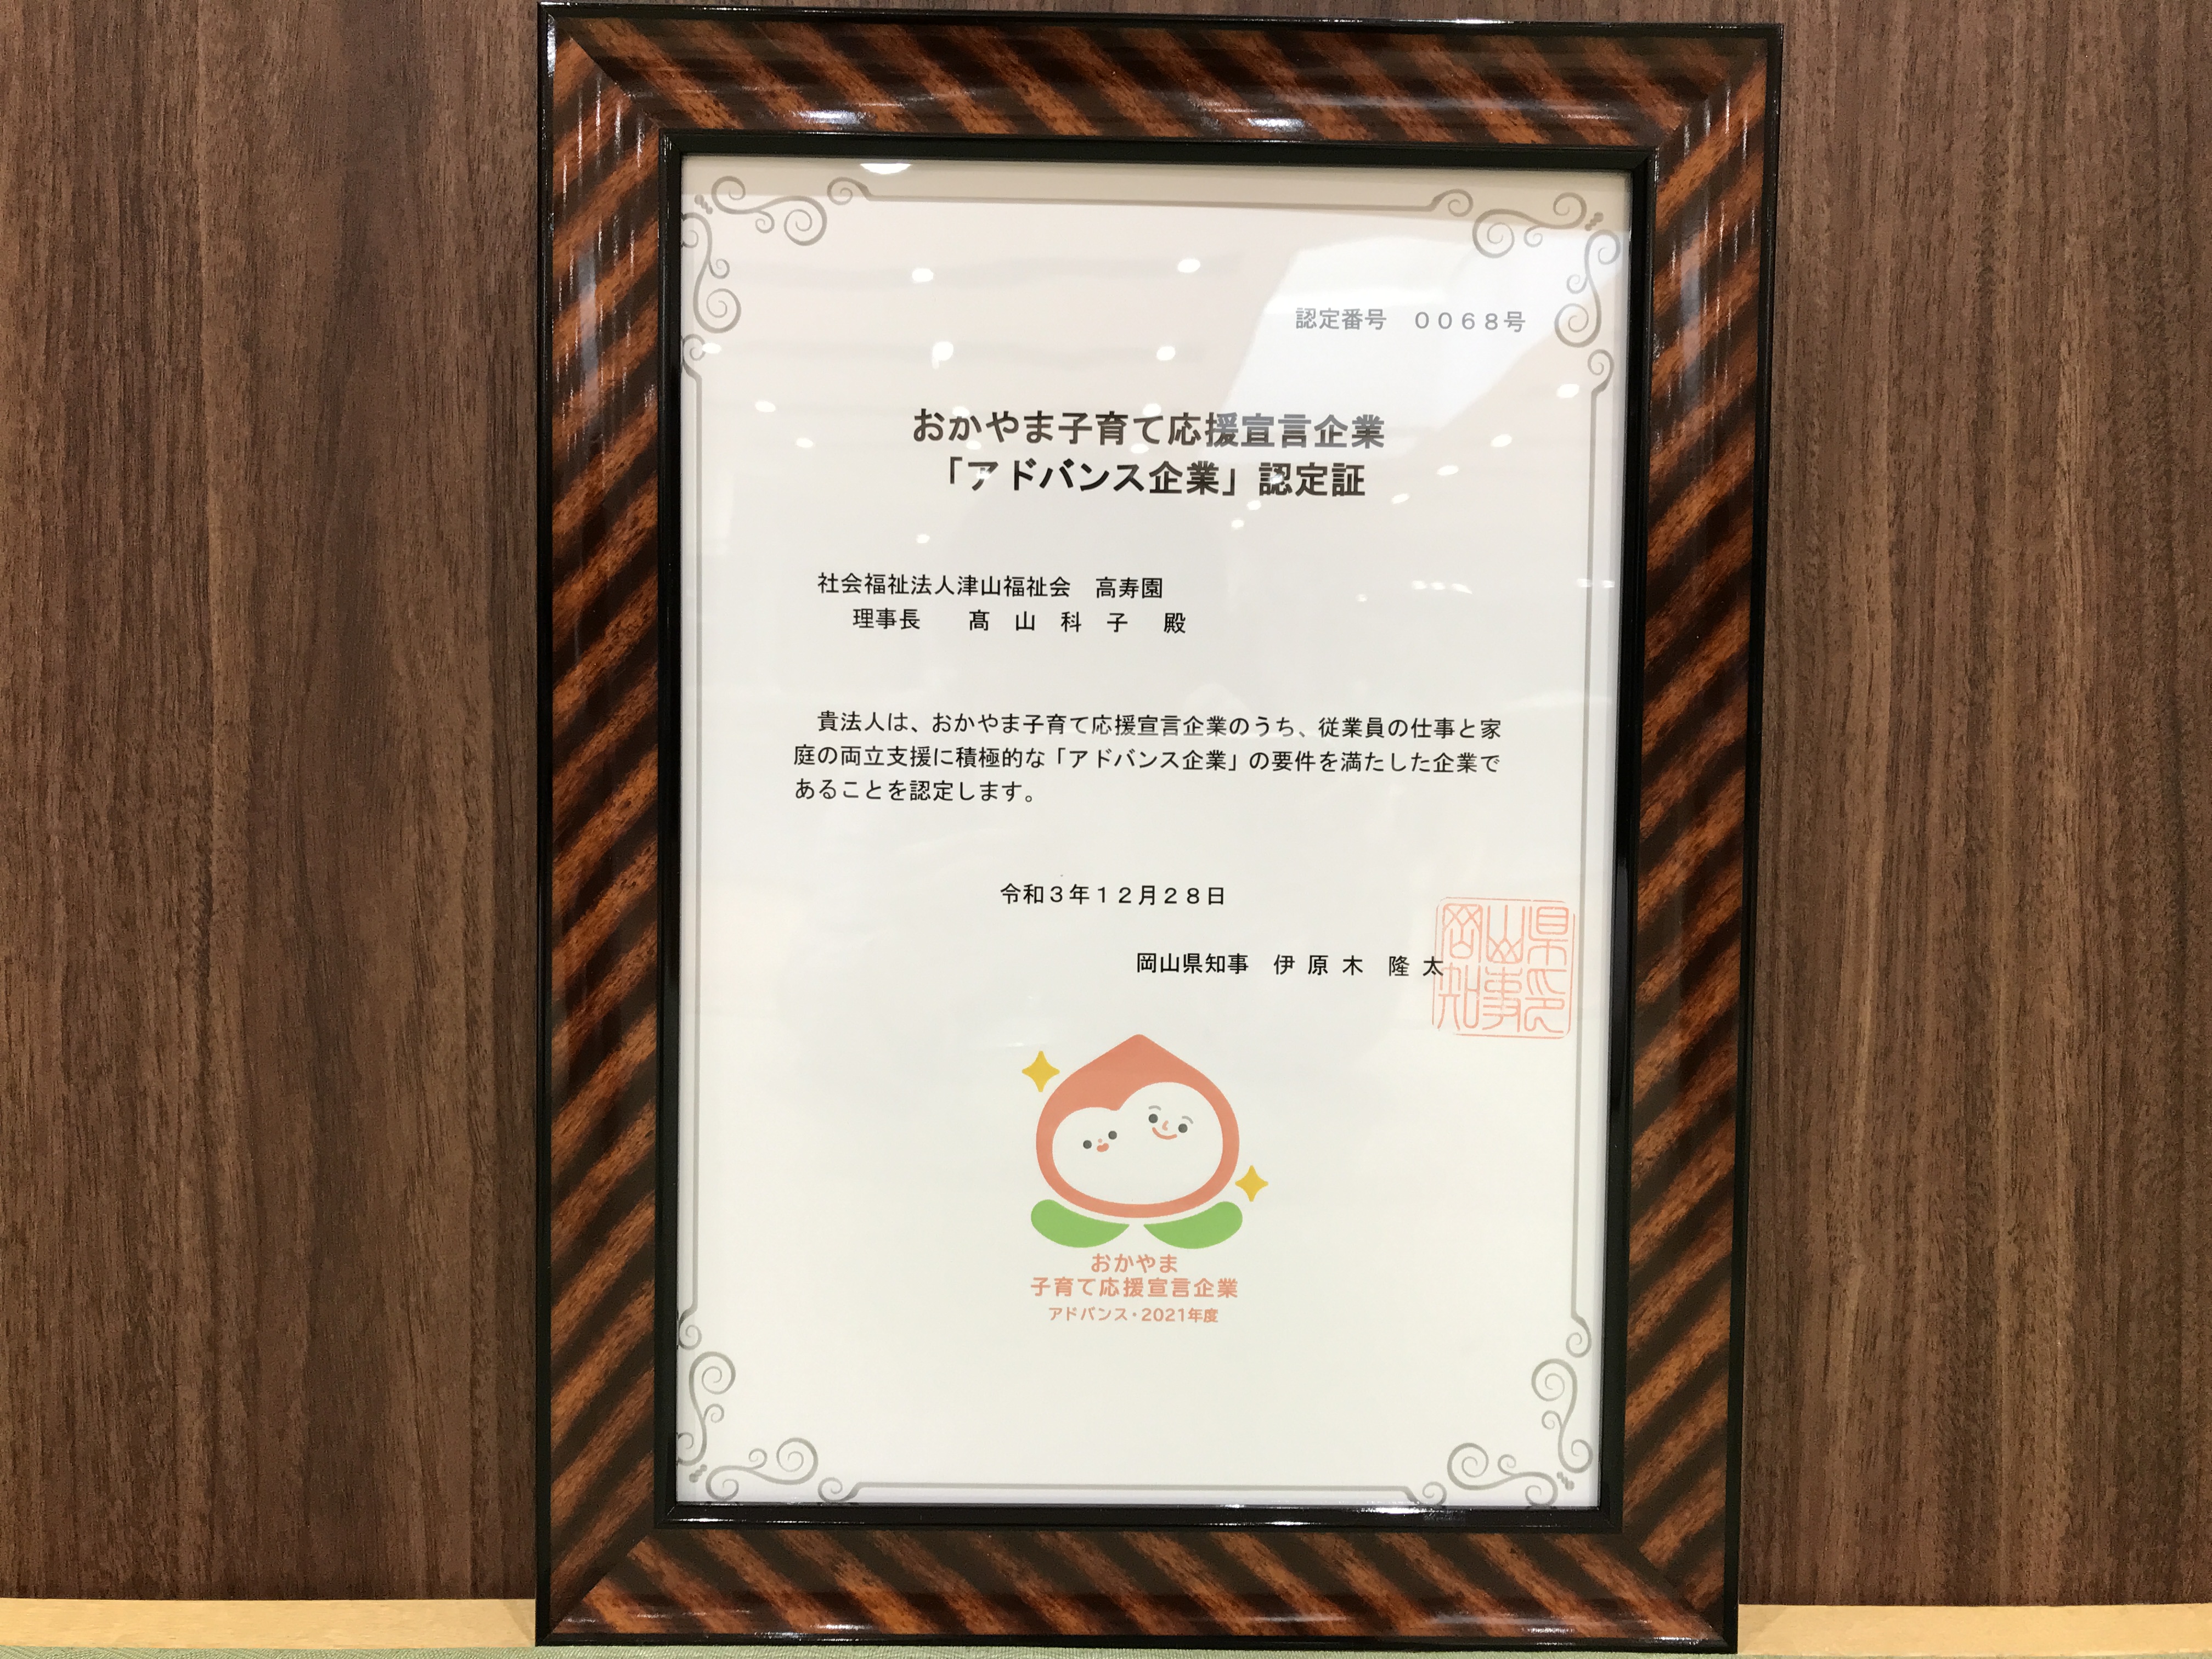 認定番号　００６８号
おかやま子育て応援宣言企業
「アドバンス企業」認定証
社会福祉法人津山福祉会　高寿園
理事長　　髙　山　科　子　殿
貴法人は、おかやま子育て応援宣言企業のうち、従業員の仕事と家
庭の両立支援に積極的な「アドバンス企業」の要件を満たした企業で
あることを認定します。
令和３年１２月２８日
岡山県知事　伊 原 木　隆 太
岡山県知事印
おかやま
子育て応援宣言企業
アドバンス・2021年度